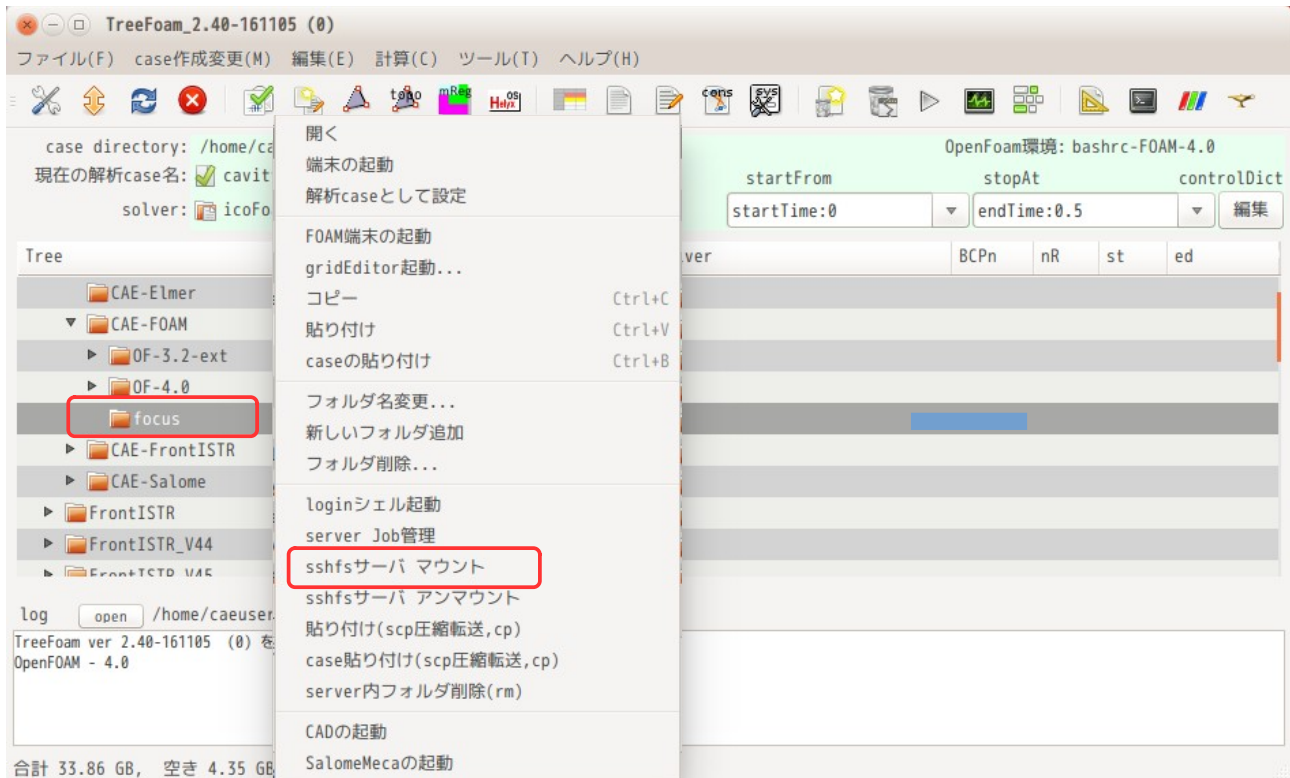 TreeFoam_2.40-161105 (0)
ファイル(F) case作成変更(M) 編集(E) 計算(C) ツール(T) ヘルプ(H)
topo mReg Helyx OS cons sys
case directory: /home/ca
OpenFoam環境: bashrc-FOAM-4.0
現在の解析case名: cavit
startFrom stopAt controlDict
solver: icoFo
startTime:0 endTime:0.5 編集
Tree ver BCPn nR st ed
CAE-Elmer
CAE-FOAM
OF-3.2-ext
OF-4.0
focus
CAE-FrontISTR
CAE-Salome
FrontISTR
FrontISTR_V44
FrontISTR_V45
log open /home/caeuser
TreeFoam ver 2.40-161105 (0) を
OpenFOAM - 4.0
合計 33.86 GB, 空き 4.35 GB
開く
端末の起動
解析caseとして設定
FOAM端末の起動
gridEditor起動...
コピー Ctrl+C
貼り付け Ctrl+V
caseの貼り付け Ctrl+B
フォルダ名変更...
新しいフォルダ追加
フォルダ削除...
loginシェル起動
server Job管理
sshfsサーバ マウント
sshfsサーバ アンマウント
貼り付け(scp圧縮転送,cp)
case貼り付け(scp圧縮転送,cp)
server内フォルダ削除(rm)
CADの起動
SalomeMecaの起動